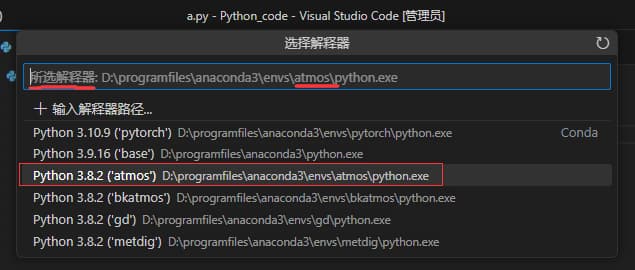 a.py - Python_code - Visual Studio Code [管理员]
选择解释器
所选解释器: D:\programfiles\anaconda3\envs\atmos\python.exe
＋ 输入解释器路径...
Python 3.10.9 ('pytorch') D:\programfiles\anaconda3\envs\pytorch\python.exe Conda
Python 3.9.16 ('base') D:\programfiles\anaconda3\python.exe
Python 3.8.2 ('atmos') D:\programfiles\anaconda3\envs\atmos\python.exe
Python 3.8.2 ('bkatmos') D:\programfiles\anaconda3\envs\bkatmos\python.exe
Python 3.8.2 ('gd') D:\programfiles\anaconda3\envs\gd\python.exe
Python 3.8.2 ('metdig') D:\programfiles\anaconda3\envs\metdig\python.exe